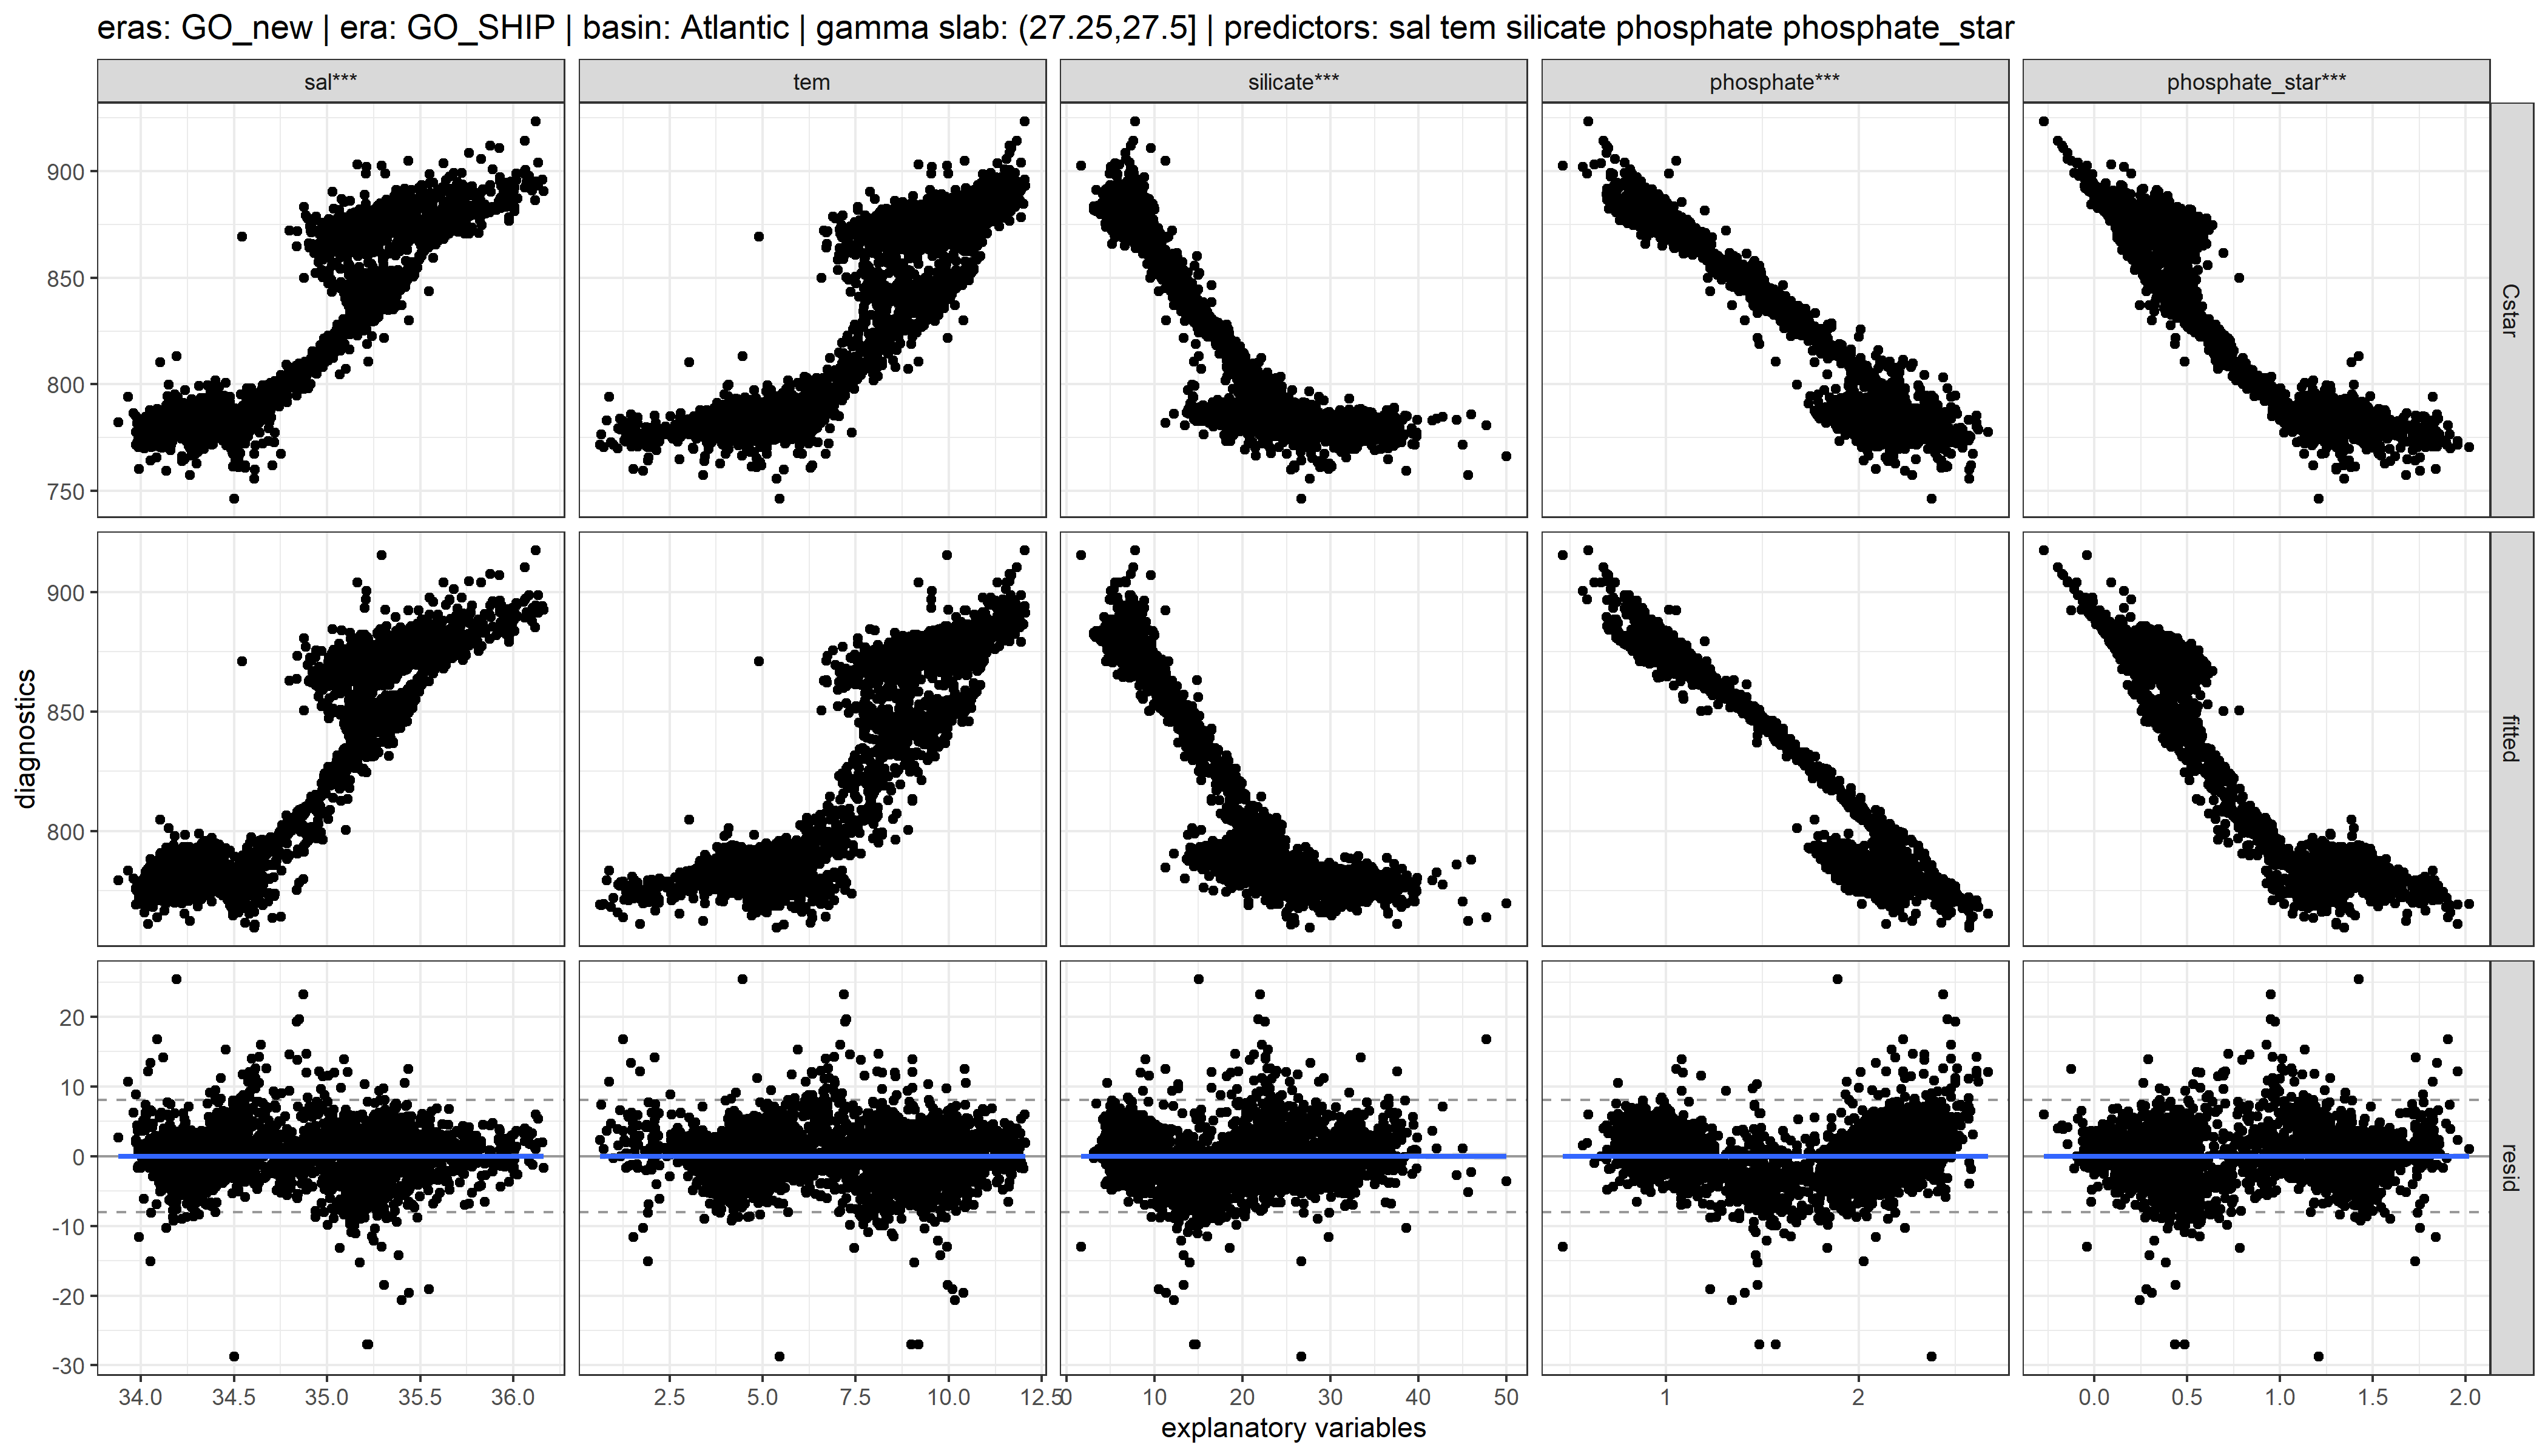 eras: GO_new | era: GO_SHIP | basin: Atlantic | gamma slab: (27.25,27.5] | predictors: sal tem silicate phosphate phosphate_star
sal*** tem silicate*** phosphate*** phosphate_star***
900
850
800
750
Cstar
900
850
800
fitted
diagnostics
20
10
0
-10
-20
-30
resid
34.0 34.5 35.0 35.5 36.0 2.5 5.0 7.5 10.0 12.5 0 10 20 30 40 50 1 2 0.0 0.5 1.0 1.5 2.0
explanatory variables